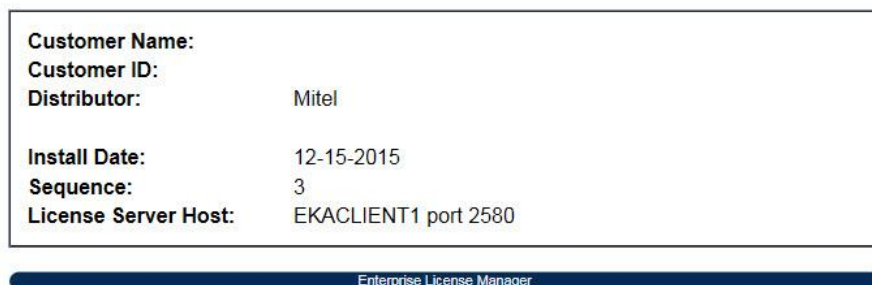 Customer Name:
Customer ID:
Distributor: Mitel
Install Date: 12-15-2015
Sequence: 3
License Server Host: EKACLIENT1 port 2580
Enterprise License Manager